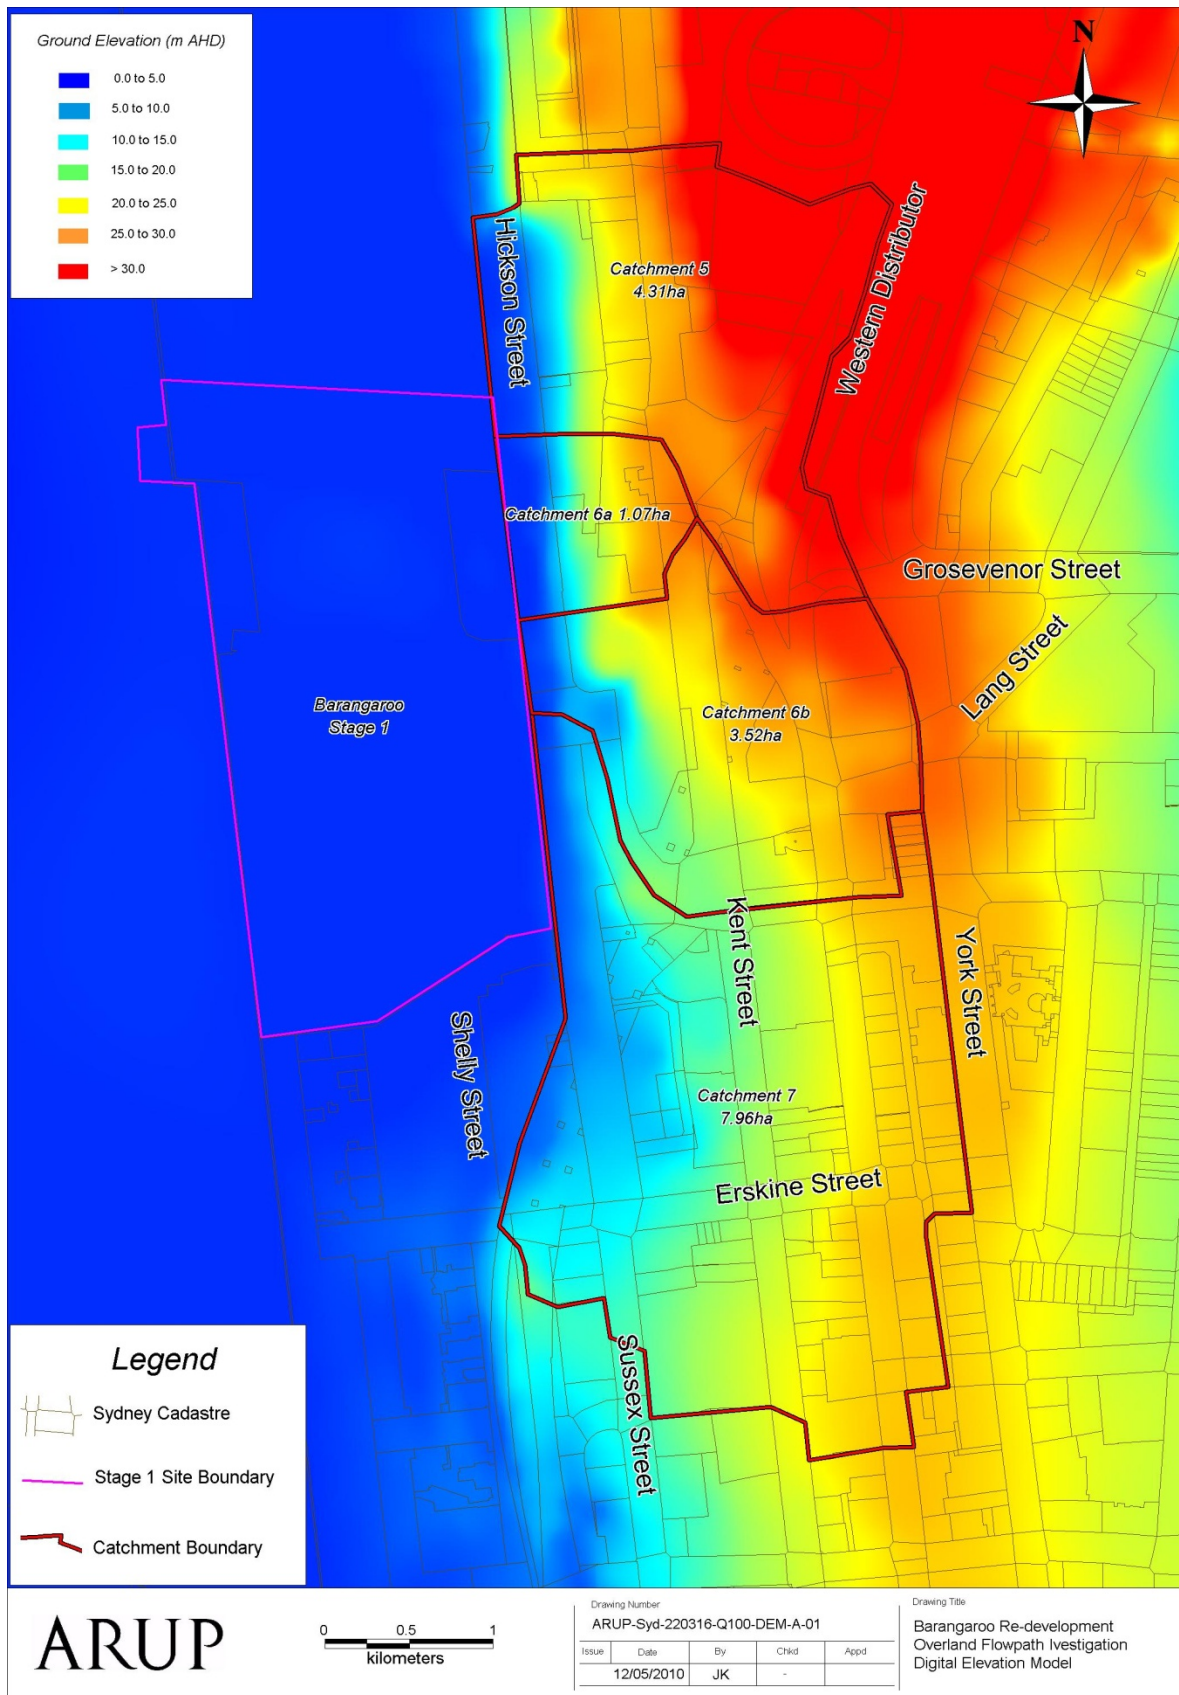 Ground Elevation (m AHD)
0.0 to 5.0
5.0 to 10.0
10.0 to 15.0
15.0 to 20.0
20.0 to 25.0
25.0 to 30.0
> 30.0
N
Hickson Street
Catchment 5
4.31ha
Western Distributor
Catchment 6a 1.07ha
Grosevenor Street
Lang Street
Barangaroo
Stage 1
Catchment 6b
3.52ha
Kent Street
York Street
Shelly Street
Catchment 7
7.96ha
Erskine Street
Sussex Street
Legend
Sydney Cadastre
Stage 1 Site Boundary
Catchment Boundary
ARUP
0 0.5 1
kilometers
Drawing Number
ARUP-Syd-220316-Q100-DEM-A-01
Issue Date By Chkd Appd
12/05/2010 JK -
Drawing Title
Barangaroo Re-development
Overland Flowpath Ivestigation
Digital Elevation Model